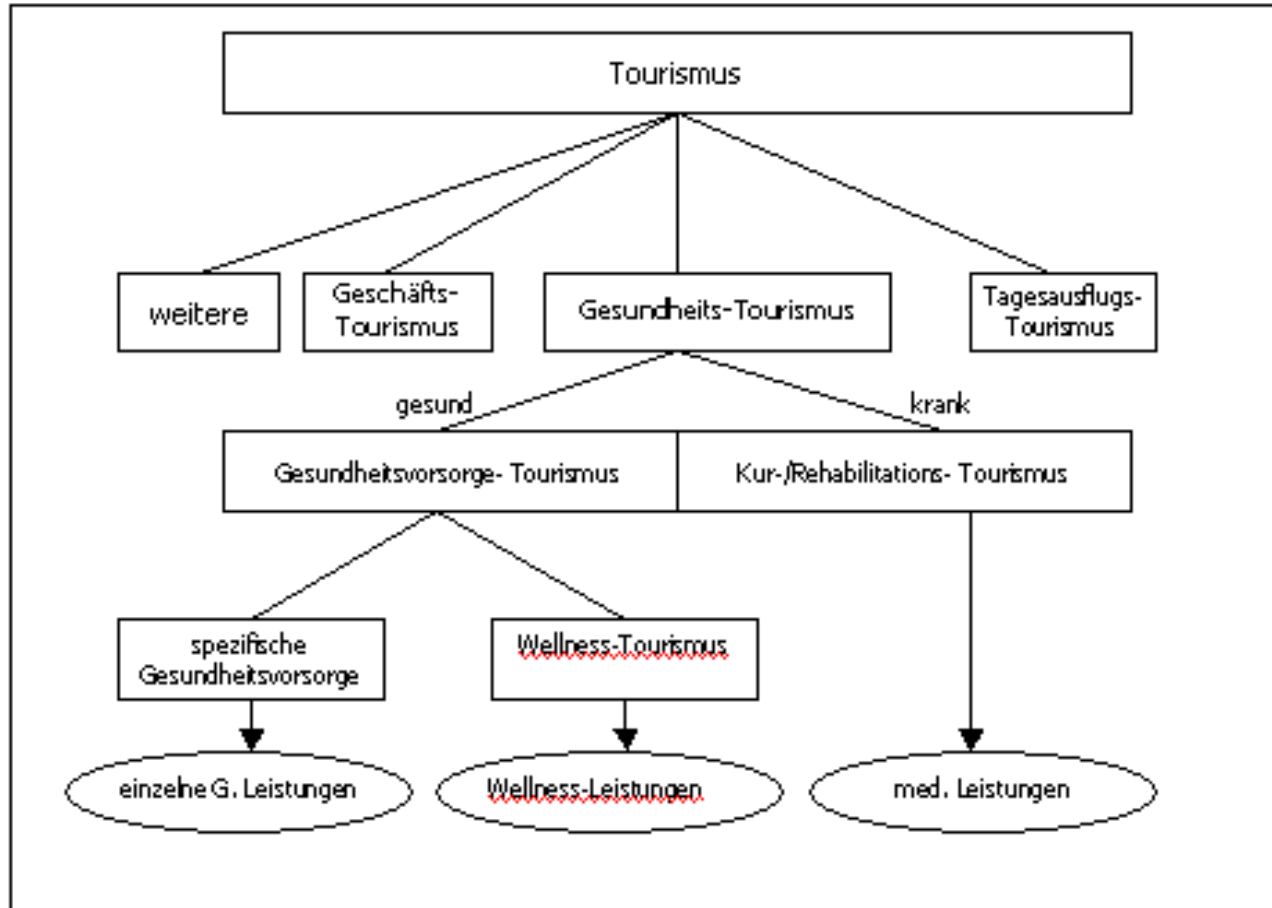 Tourismus
weitere
Geschäfts-
Tourismus
Gesundheits-Tourismus
Tagesausflugs-
Tourismus
gesund
krank
Gesundheitsvorsorge- Tourismus
Kur-/Rehabilitations- Tourismus
spezifische
Gesundheitsvorsorge
Wellness-Tourismus
einzelne G. Leistungen
Wellness-Leistungen
med. Leistungen